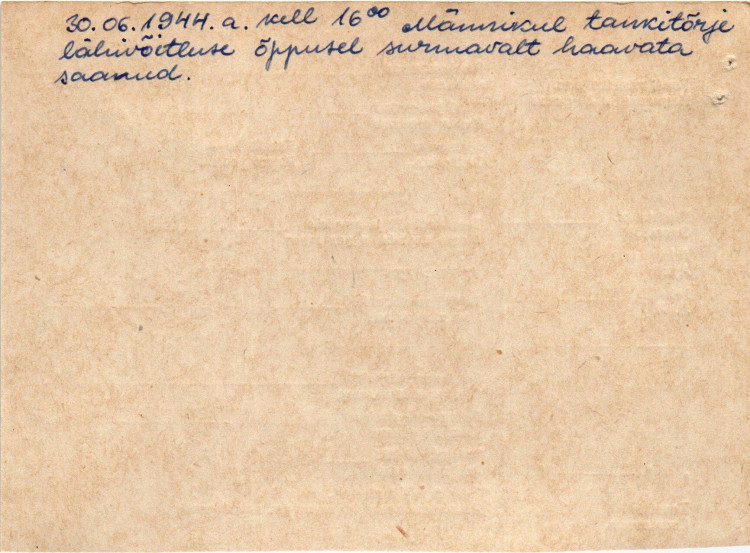 30.06.1944.a. kell 16⁰⁰ Männikul tankitõrje
lähivõitluse õppusel surmavalt haavata
saanud.